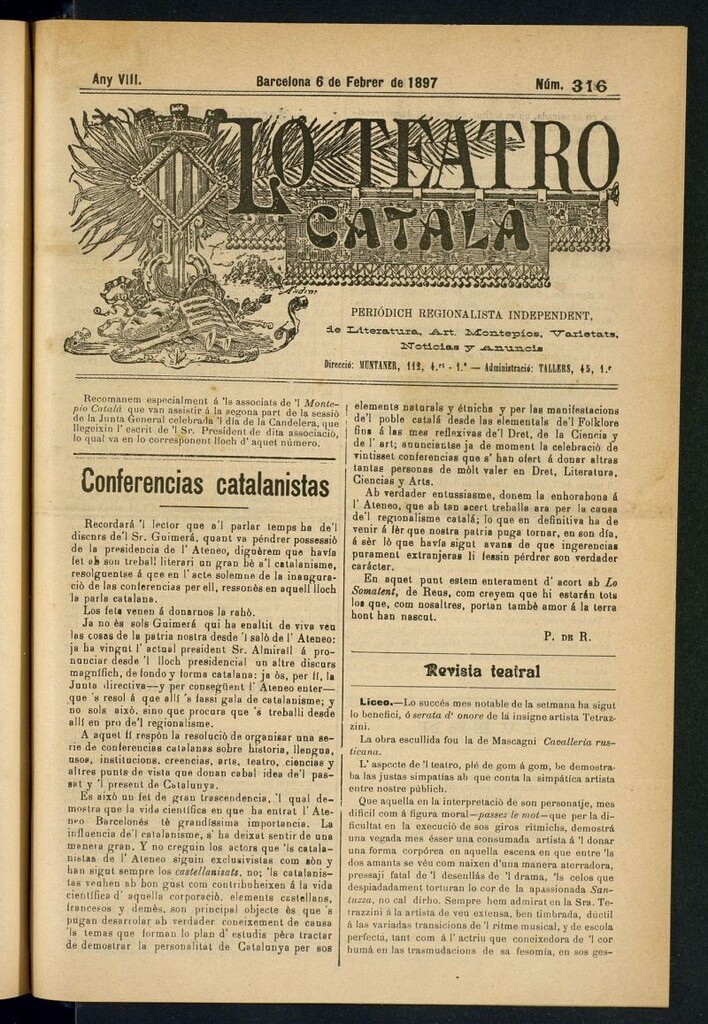 Any VIII.
Barcelona 6 de Febrer de 1897
Núm. 316
LO TEATRO
CATALÀ
PERIÓDICH REGIONALISTA INDEPENDENT,
de Literatura, Art, Montepíos, Varietats,
Noticias y Anuncis
Direcció: MUNTANER, 112, 4.rt - 1.ª — Administració: TALLERS, 45, 1.r
Recomanem especialment á 'ls associats de 'l Monte-
pío Catalá que van assistir á la segona part de la sessió
de la Junta General celebrada 'l día de la Candelera, que
llegeixin l' escrit de 'l Sr. President de dita associació,
lo qual va en lo corresponent lloch d' aquet número.
Conferencias catalanistas
Recordará 'l lector que al parlar temps ha de'l
discurs de'l Sr. Guimerá, quant va péndrer possessió
de la presidencia de l' Ateneo, diguérem que havía
fet ab son treball literari un gran bè a'l catalanisme,
resolguentse á que en l' acte solemne de la inaugura-
ció de las conferencias per ell, ressonés en aquell lloch
la parla catalana.
Los fets venen á donarnos la rahó.
Ja no és sols Guimerá qui ha enaltit de viva veu
las cosas de la patria nostra desde 'l saló de l' Ateneo:
ja ha vingut l' actual president Sr. Almirall á pro-
nunciar desde 'l lloch presidencial un altre discurs
magnífich, de fondo y forma catalana; ja és, per fí, la
Junta directiva—y per consegüent l' Ateneo enter—
que 's resol á que allí 's fassi gala de catalanisme; y
no sols aixó, sino que procura que 's treballi desde
allí en pro de'l regionalisme.
A aquet fí respón la resolució de organisar una se-
rie de conferencias catalanas sobre historia, llengua,
usos, institucions, creencias, arts, teatro, ciencias y
altres punts de vista que donan cabal idea de'l pas-
sat y 'l present de Catalunya.
Es aixó un fet de gran trascendencia, 'l qual de-
mostra que la vida científica en que ha entrat l' Ate-
neo Barcelonés té grandíssima importancia. La
influencia de'l catalanisme, s' ha deixat sentir de una
manera gran. Y no creguin los actors que 'ls catala-
nistas de l' Ateneo siguin exclusivistas com són y
han sigut sempre los castellanisats, no; 'ls catalanis-
tas veuhen ab bon gust com contribuheixen á la vida
científica d' aquella corporació, elements castellans,
francesos y demés, son principal objecte és que 's
pugan desarrolar ab verdader coneixement de causa
'ls temas que forman lo plan d' estudis péra tractar
de demostrar la personalitat de Catalunya per sos
elements naturals y étnichs y per las manifestacions
de'l poble catalá desde las elementals de'l Folklore
fins á las mes reflexivas de'l Dret, de la Ciencia y
de l' art; anunciantse ja de moment la celebració de
vintisset conferencias que s' han ofert á donar altras
tantas personas de mòlt valer en Dret, Literatura,
Ciencias y Arts.
Ab verdader entussiasme, donem la enhorabona á
l' Ateneo, que ab tan acert treballa ara per la causa
de'l regionalisme catalá; lo que en definitiva ha de
venir á fèr que nostra patria puga tornar, en son día,
á sèr lo que havía sigut avans de que ingerencias
purament extranjeras li fessin pérdrer son verdader
carácter.
En aquet punt estem enterament d' acort ab Lo
Somatent, de Reus, com creyem que hi estarán tots
los que, com nosaltres, portan també amor á la terra
hont han nascut.
P. DE R.
Revista teatral
Liceo.—Lo succés mes notable de la setmana ha sigut
lo benefici, ó serata d' onore de la insigne artista Tetraz-
zini.
La obra escullida fou la de Mascagni Cavalleria rus-
ticana.
L' aspecte de 'l teatro, plé de gom á gom, be demostra-
ba las justas simpatías ab que conta la simpática artista
entre nostre públich.
Que aquella en la interpretació de son personatje, mes
difícil com á figura moral—passez le mot—que per la di-
ficultat en la execució de sos giros rítmichs, demostrá
una vegada mes ésser una consumada artista á 'l donar
una forma corpórea en aquella escena en que entre 'ls
dos amants se véu com naixen d'una manera aterradora,
pressaji fatal de 'l desenllás de 'l drama, 'ls celos que
despiadadament torturan lo cor de la apassionada San-
tuzza, no cal dirho. Sempre hem admirat en la Sra. Te-
trazzini á la artista de veu extensa, ben timbrada, dúctil
á las variadas transicions de 'l ritme musical, y de escola
perfecta, tant com á l' actriu que coneixedora de 'l cor
humá en las trasmudacions de sa fesomía, en sos ges-